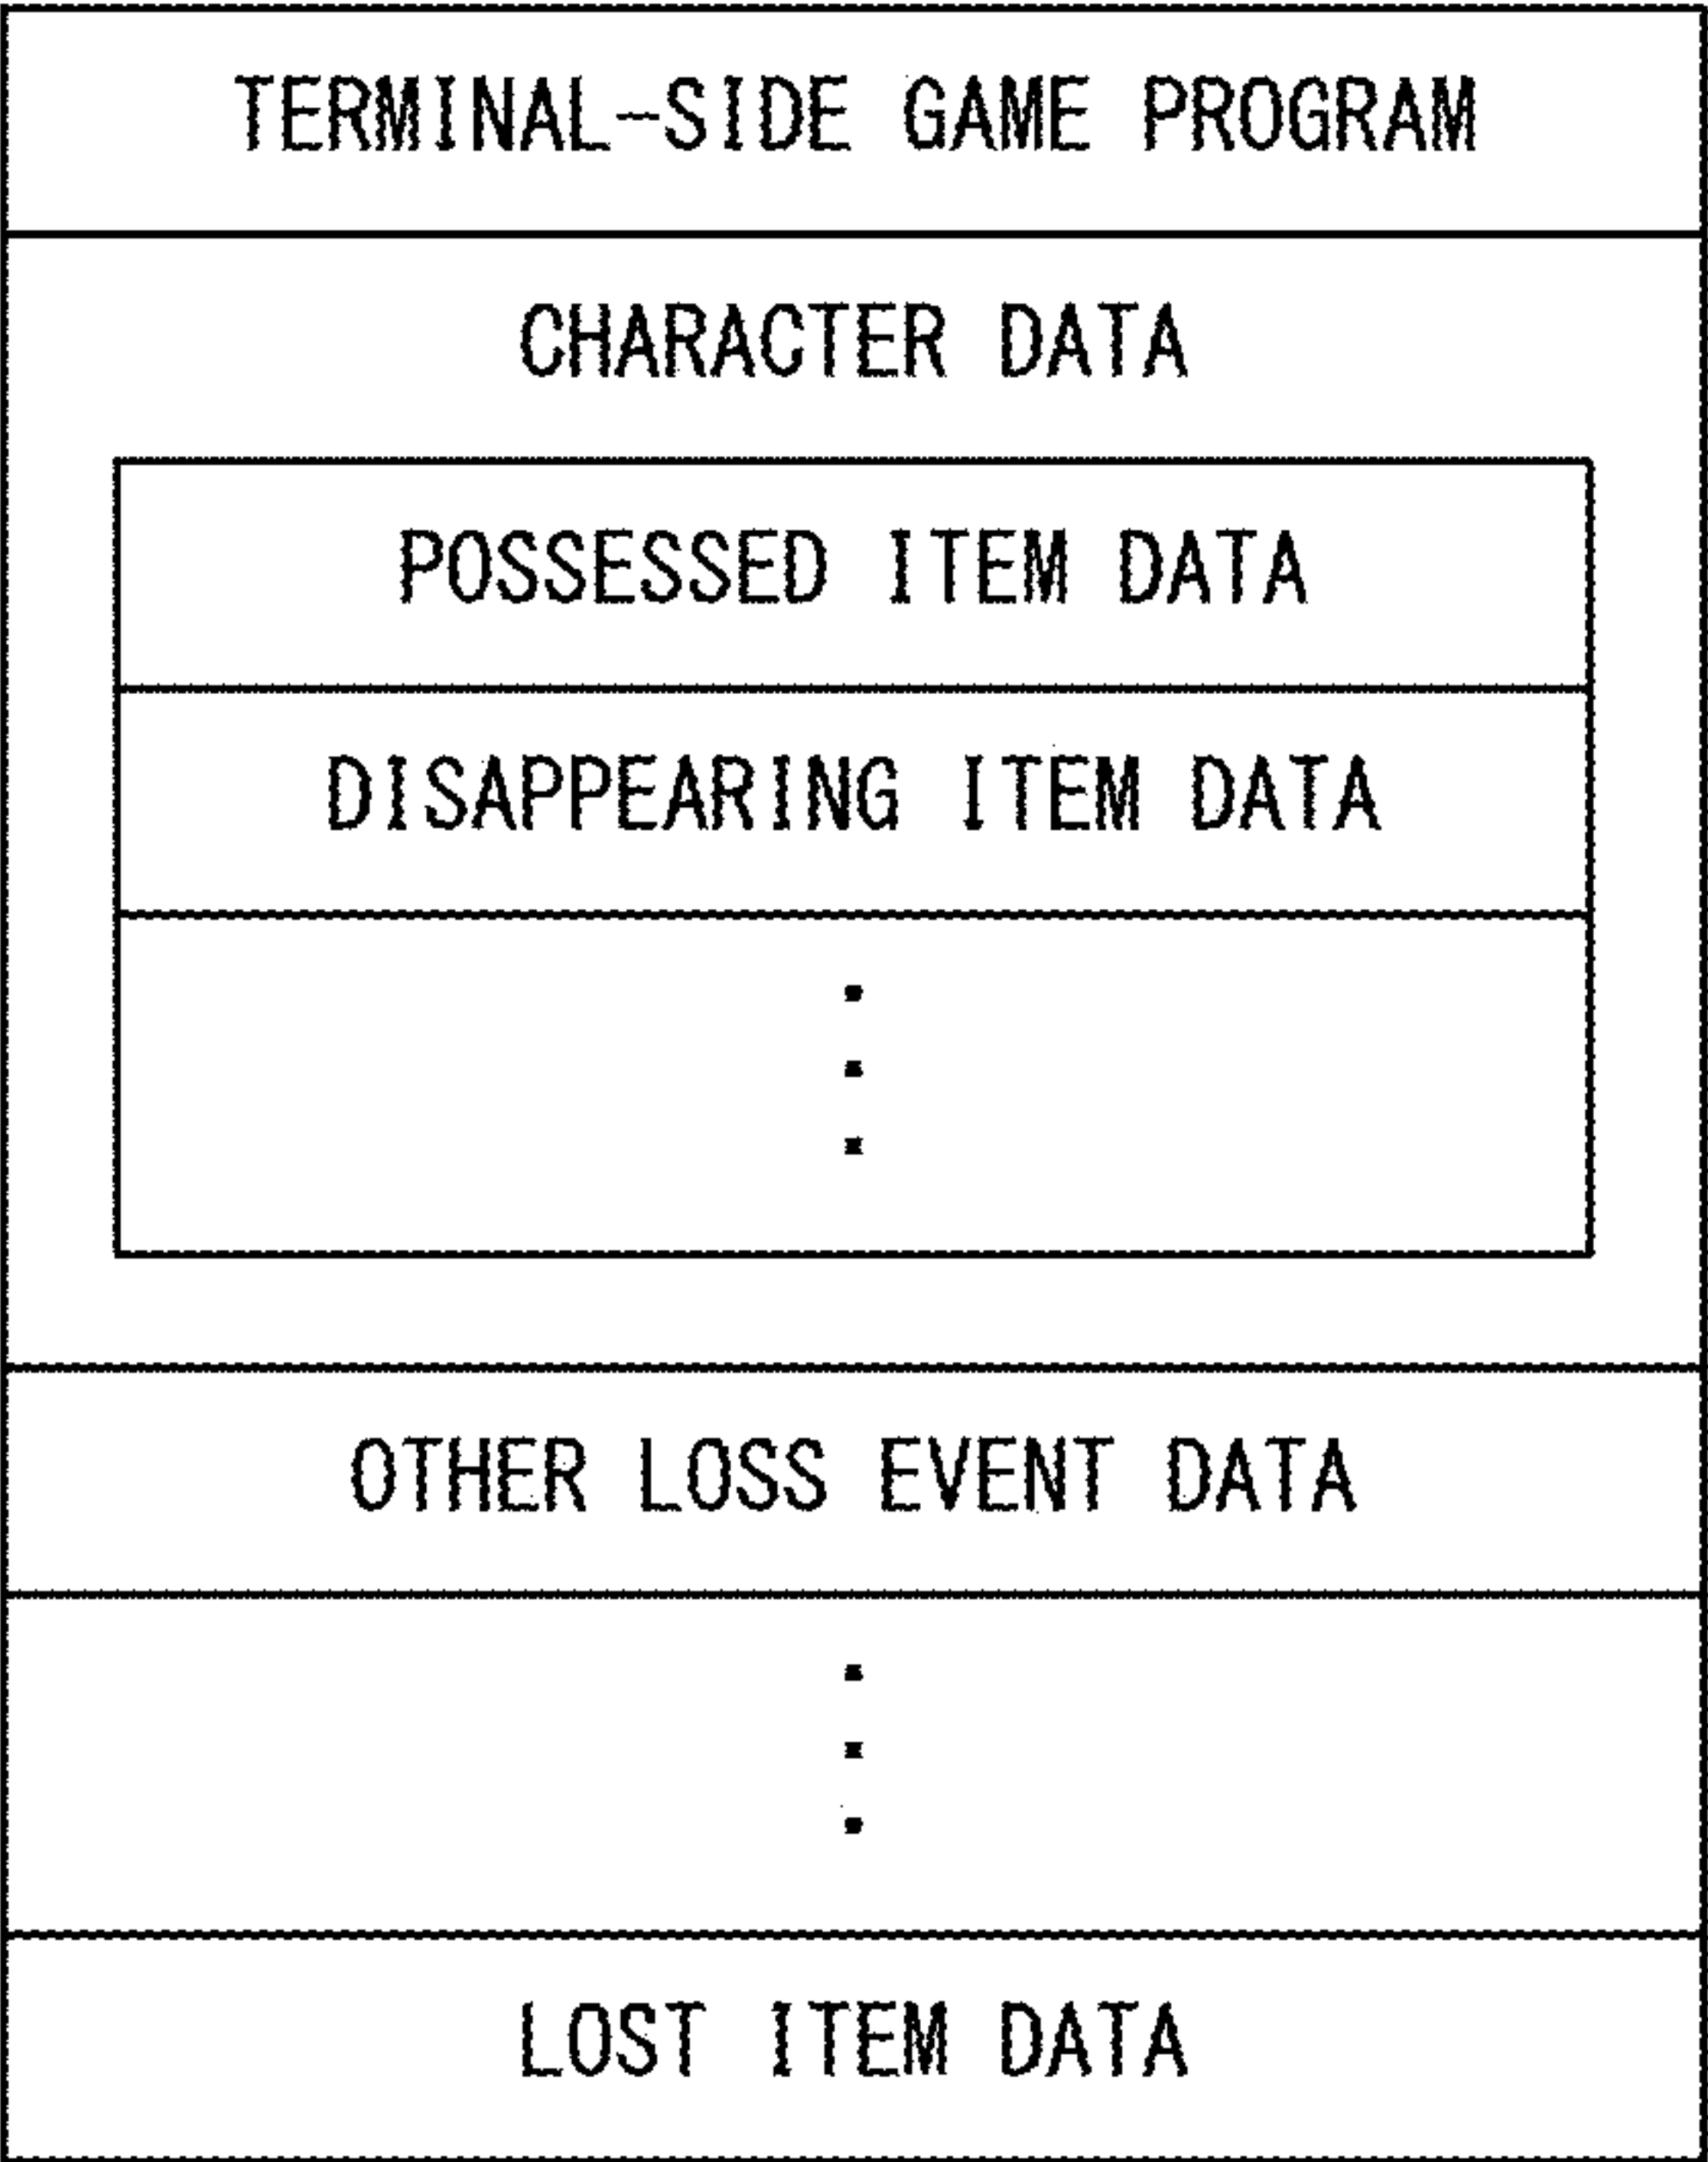 TERMINAL-SIDE GAME PROGRAM
CHARACTER DATA
POSSESSED ITEM DATA
DISAPPEARING ITEM DATA
OTHER LOSS EVENT DATA
LOST ITEM DATA